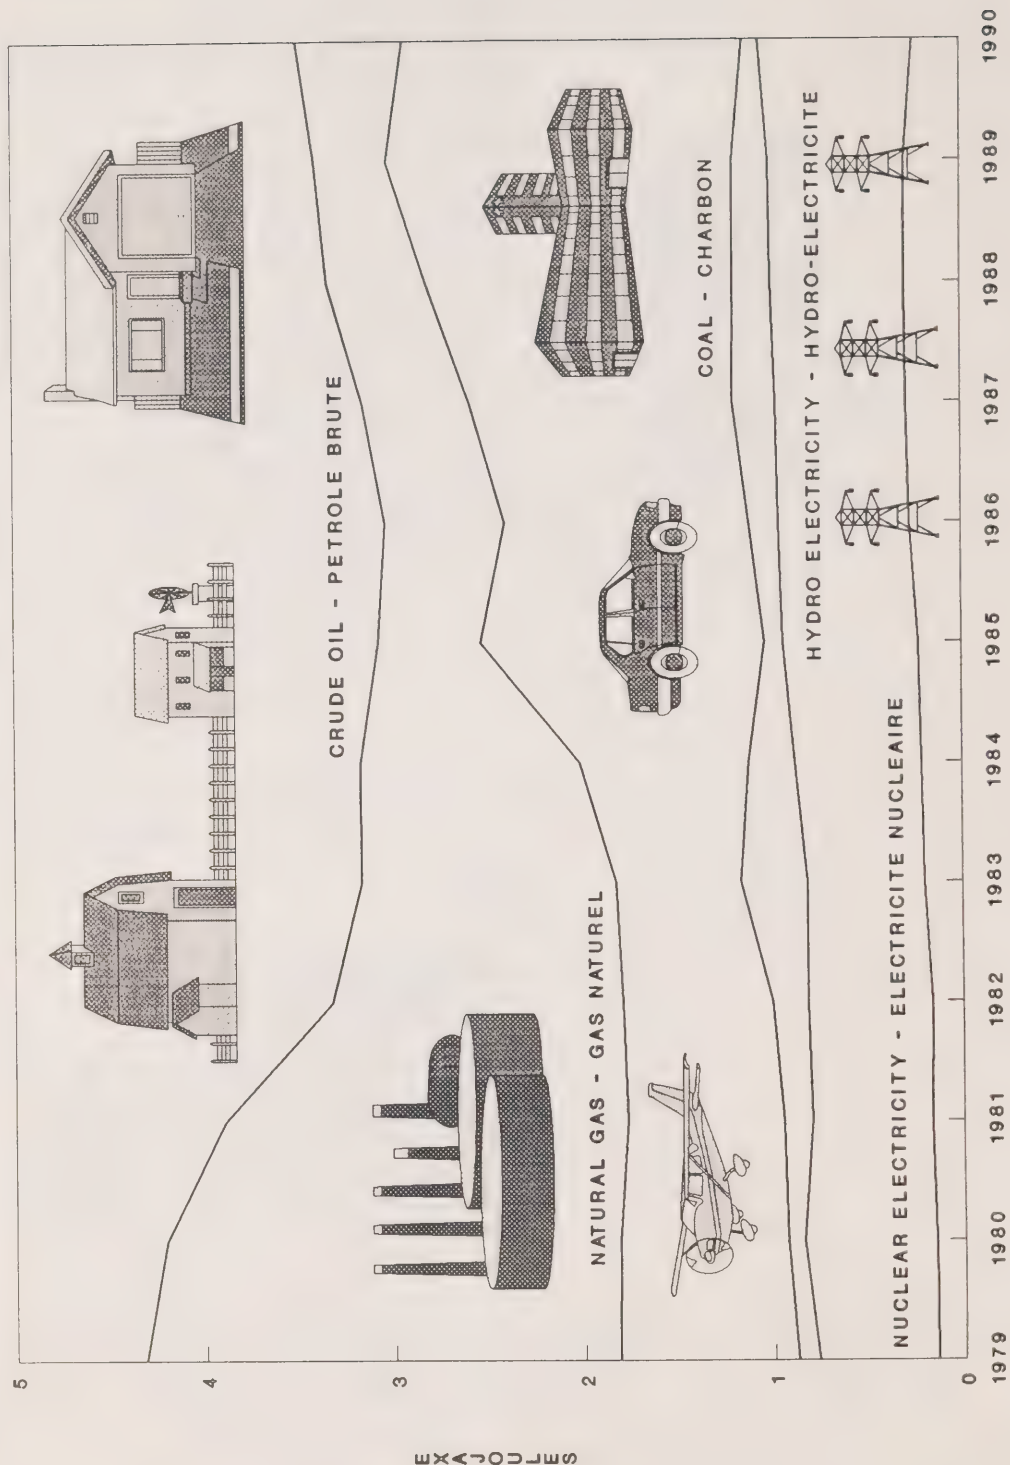 EXAJOULES
5
4
3
2
1
0
CRUDE OIL - PETROLE BRUTE
NATURAL GAS - GAS NATUREL
COAL - CHARBON
HYDRO ELECTRICITY - HYDRO-ELECTRICITE
NUCLEAR ELECTRICITY - ELECTRICITE NUCLEAIRE
1979 1980 1981 1982 1983 1984 1985 1986 1987 1988 1989 1990